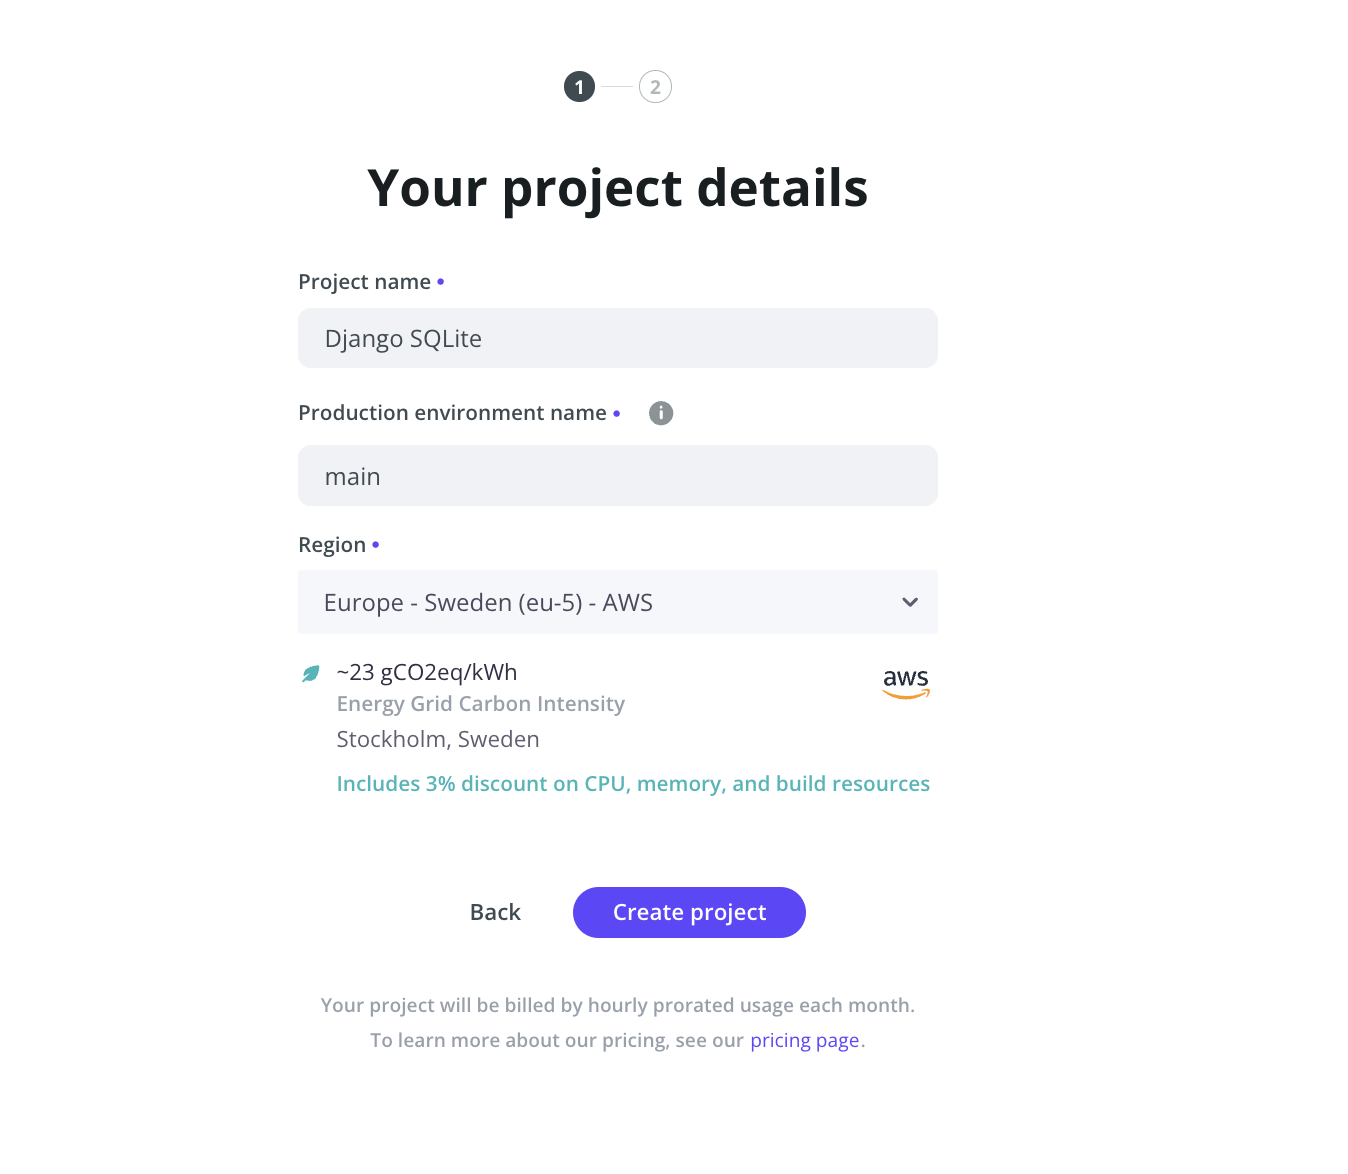 1 2
Your project details
Project name
Django SQLite
Production environment name i
main
Region
Europe - Sweden (eu-5) - AWS
~23 gCO2eq/kWh
aws
Energy Grid Carbon Intensity
Stockholm, Sweden
Includes 3% discount on CPU, memory, and build resources
Back Create project
Your project will be billed by hourly prorated usage each month.
To learn more about our pricing, see our pricing page.